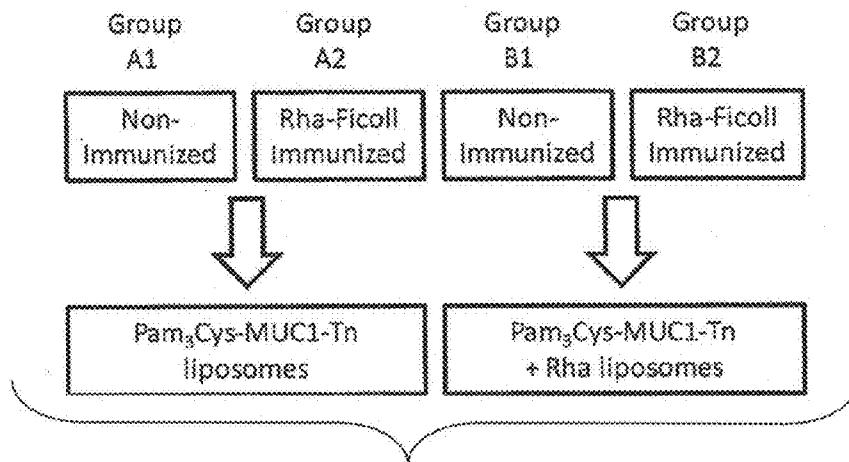 Group A1
Group A2
Group B1
Group B2
Non-
Immunized
Rha-Ficoll
Immunized
Non-
Immunized
Rha-Ficoll
Immunized
Pam₃Cys-MUC1-Tn
liposomes
Pam₃Cys-MUC1-Tn
+ Rha liposomes